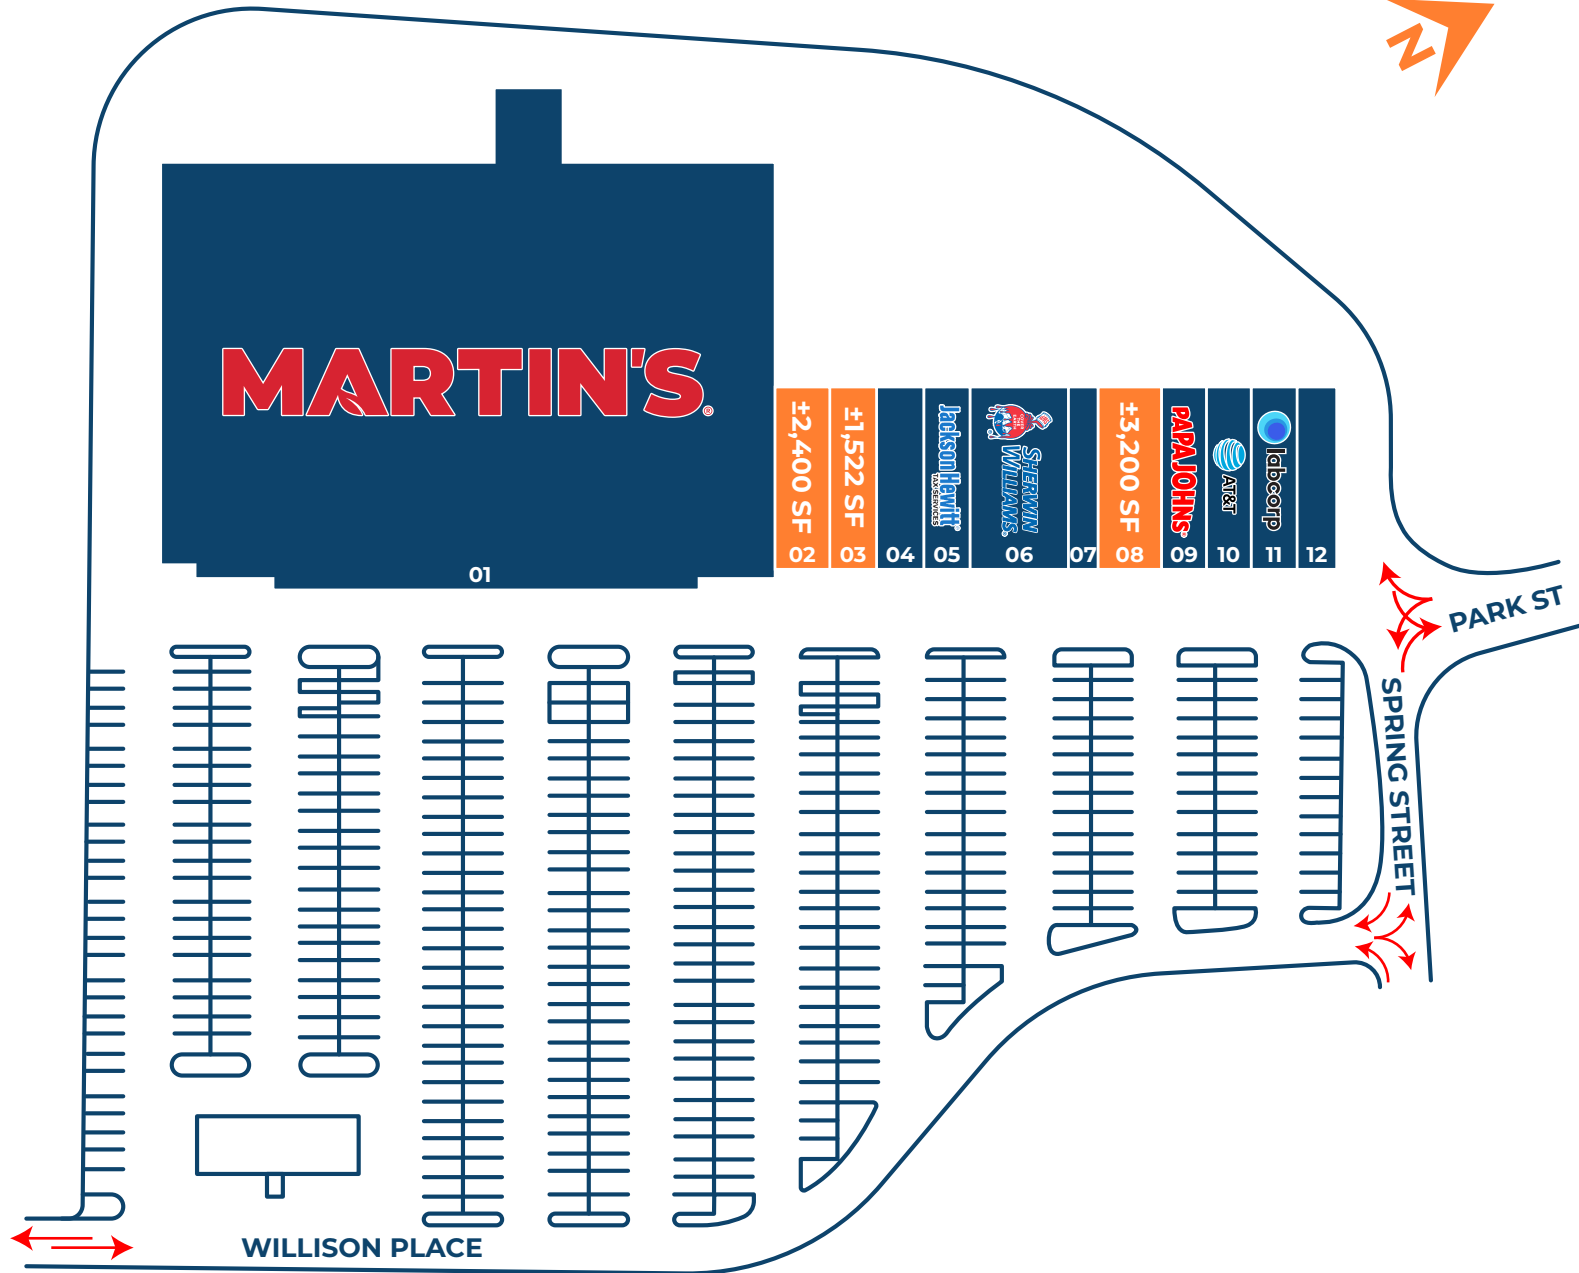 N
MARTIN'S®
01
±2,400 SF
02
±1,522 SF
03
04
Jackson Hewitt®
TAX SERVICES
05
SHERWIN
WILLIAMS®
06
07
±3,200 SF
08
PAPA JOHNS®
09
AT&T
10
labcorp
11
12
PARK ST
SPRING STREET
WILLISON PLACE